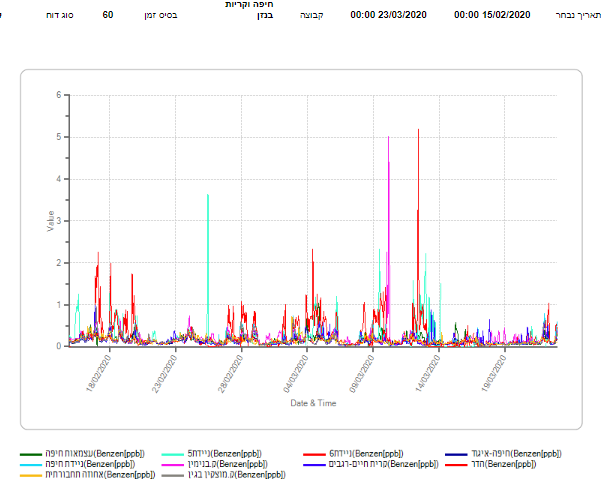 חיפה וקריות
תאריך נבחר 15/02/2020 00:00 23/03/2020 00:00 קבוצה בנזן בסיס זמן 60 סוג דוח
6
5
4
3
2
1
0
Value
18/02/2020 23/02/2020 28/02/2020 04/03/2020 09/03/2020 14/03/2020 19/03/2020
Date & Time
עצמאות חיפה(Benzen[ppb]) ניידת5(Benzen[ppb]) ניידת6(Benzen[ppb]) חיפה-איגוד(Benzen[ppb])
ניידת חיפה(Benzen[ppb]) ק.בנימין(Benzen[ppb]) קרית חיים-רגבים(Benzen[ppb]) הדר(Benzen[ppb])
אחוזה תחבורתית(Benzen[ppb]) ק.מוצקין בגין(Benzen[ppb])